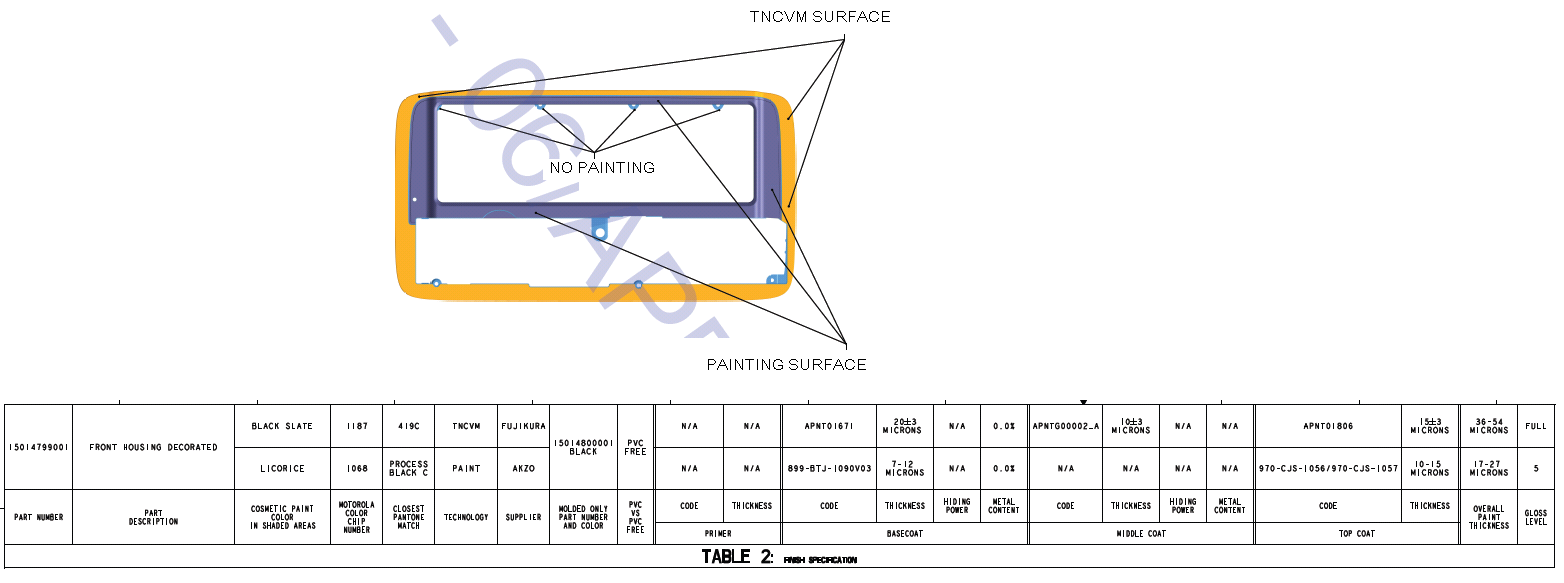 TNCVM SURFACE
NO PAINTING
PAINTING SURFACE
15014799001 FRONT HOUSING DECORATED BLACK SLATE 1187 419C TNCVM FUJIKURA 15014800001 BLACK PVC FREE N/A N/A APNT01671 20±3 MICRONS N/A 0.0% APNTG00002_A 10±3 MICRONS N/A N/A APNT01806 15±3 MICRONS 36-54 MICRONS FULL
LICORICE 1068 PROCESS BLACK C PAINT AKZO N/A N/A 899-BTJ-1090V03 7-12 MICRONS N/A 0.0% N/A N/A N/A N/A 970-CJS-1056/970-CJS-1057 10-15 MICRONS 17-27 MICRONS 5
PART NUMBER PART DESCRIPTION COSMETIC PAINT COLOR IN SHADED AREAS MOTOROLA COLOR CHIP NUMBER CLOSEST PANTONE MATCH TECHNOLOGY SUPPLIER MOLDED ONLY PART NUMBER AND COLOR PVC VS PVC FREE CODE THICKNESS CODE THICKNESS HIDING POWER METAL CONTENT CODE THICKNESS HIDING POWER METAL CONTENT CODE THICKNESS OVERALL PAINT THICKNESS GLOSS LEVEL
PRIMER BASECOAT MIDDLE COAT TOP COAT
TABLE 2: FINISH SPECIFICATION